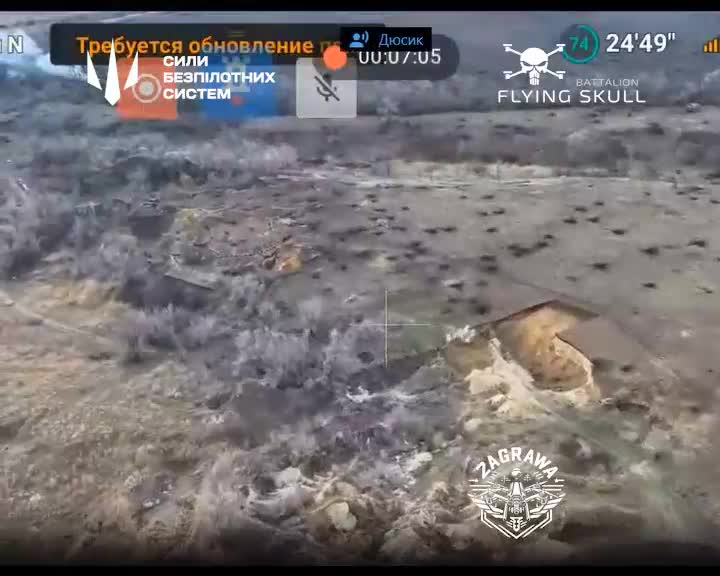 N
Требуется обновление
Дюсик
00:07:05
74
24'49"
СИЛИ
БЕЗПІЛОТНИХ
СИСТЕМ
BATTALION
FLYING SKULL
ZAGRAWA